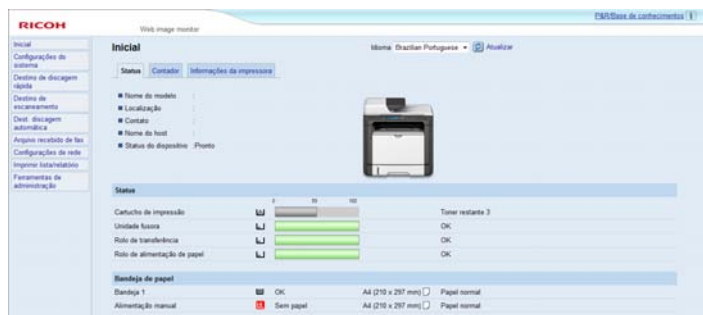 P&R/Base de conhecimentos
RICOH
Web image monitor
Inicial
Configurações do
sistema
Destino de discagem
rápida
Destino de
escaneamento
Dest. discagem
automática
Arquivo recebido de fax
Configurações de rede
Imprimir lista/relatório
Ferramentas de
administração
Inicial
Idioma Brazilian Portuguese Atualizar
Status Contador Informações da impressora
Nome do modelo :
Localização :
Contato :
Nome do host :
Status do dispositivo :Pronto
Status
0 50 100
Cartucho de impressão Toner restante 3
Unidade fusora OK
Rolo de transferência OK
Rolo de alimentação de papel OK
Bandeja de papel
Bandeja 1 OK A4 (210 x 297 mm) Papel normal
Alimentação manual Sem papel A4 (210 x 297 mm) Papel normal